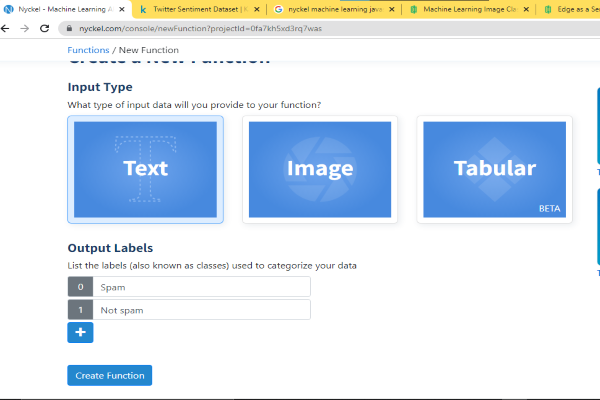 Nyckel - Machine Learning A
Twitter Sentiment Dataset | K
nyckel machine learning java
Machine Learning Image Cla
Edge as a Se
nyckel.com/console/newFunction?projectId=0fa7kh5xd3rq7was
Functions / New Function
Create a New Function
Input Type
What type of input data will you provide to your function?
Text
Image
Tabular
BETA
Output Labels
List the labels (also known as classes) used to categorize your data
0 Spam
1 Not spam
Create Function